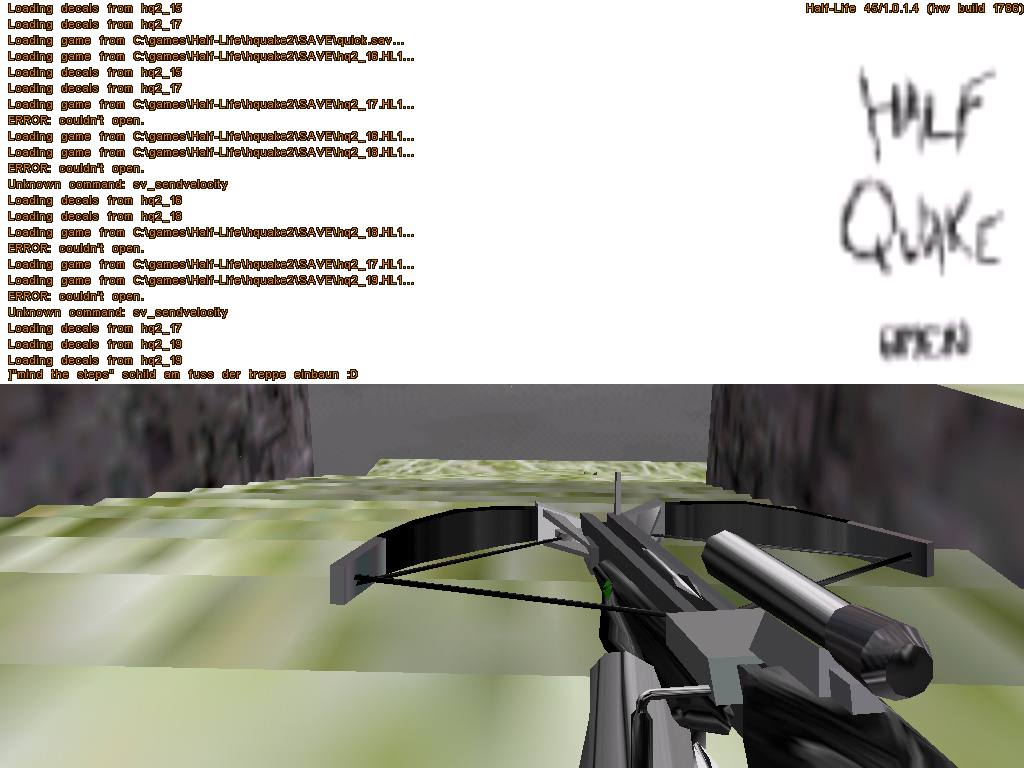 Loading decals from hq2_15
Loading decals from hq2_17
Loading game from C:\games\Half-Life\hquake2\SAVE\quick.sav...
Loading game from C:\games\Half-Life\hquake2\SAVE\hq2_16.HL1...
Loading decals from hq2_15
Loading decals from hq2_17
Loading game from C:\games\Half-Life\hquake2\SAVE\hq2_17.HL1...
ERROR: couldn't open.
Loading game from C:\games\Half-Life\hquake2\SAVE\hq2_16.HL1...
Loading game from C:\games\Half-Life\hquake2\SAVE\hq2_18.HL1...
ERROR: couldn't open.
Unknown command: sv_sendvelocity
Loading decals from hq2_16
Loading decals from hq2_18
Loading game from C:\games\Half-Life\hquake2\SAVE\hq2_18.HL1...
ERROR: couldn't open.
Loading game from C:\games\Half-Life\hquake2\SAVE\hq2_17.HL1...
Loading game from C:\games\Half-Life\hquake2\SAVE\hq2_19.HL1...
ERROR: couldn't open.
Unknown command: sv_sendvelocity
Loading decals from hq2_17
Loading decals from hq2_19
Loading decals from hq2_19
]"mind the steps" schild am fuss der treppe einbaun :D
Half-Life 45/1.0.1.4 (hw build 1786)
HALF
QUAKE
AMEN